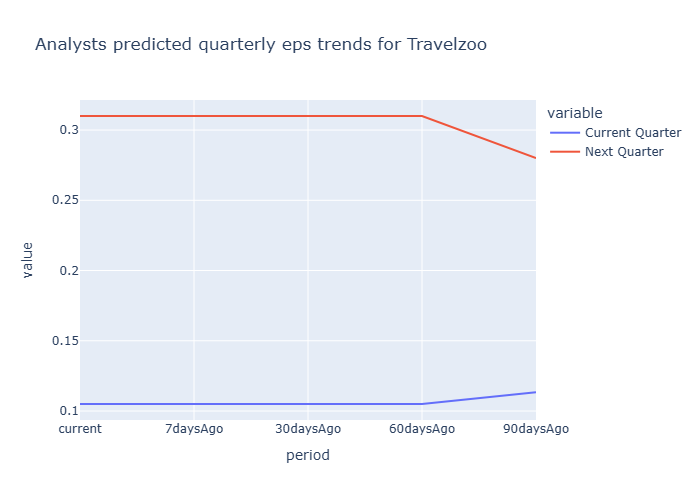 Analysts predicted quarterly eps trends for Travelzoo
variable
Current Quarter
Next Quarter
value
0.3
0.25
0.2
0.15
0.1
current
7daysAgo
30daysAgo
60daysAgo
90daysAgo
period